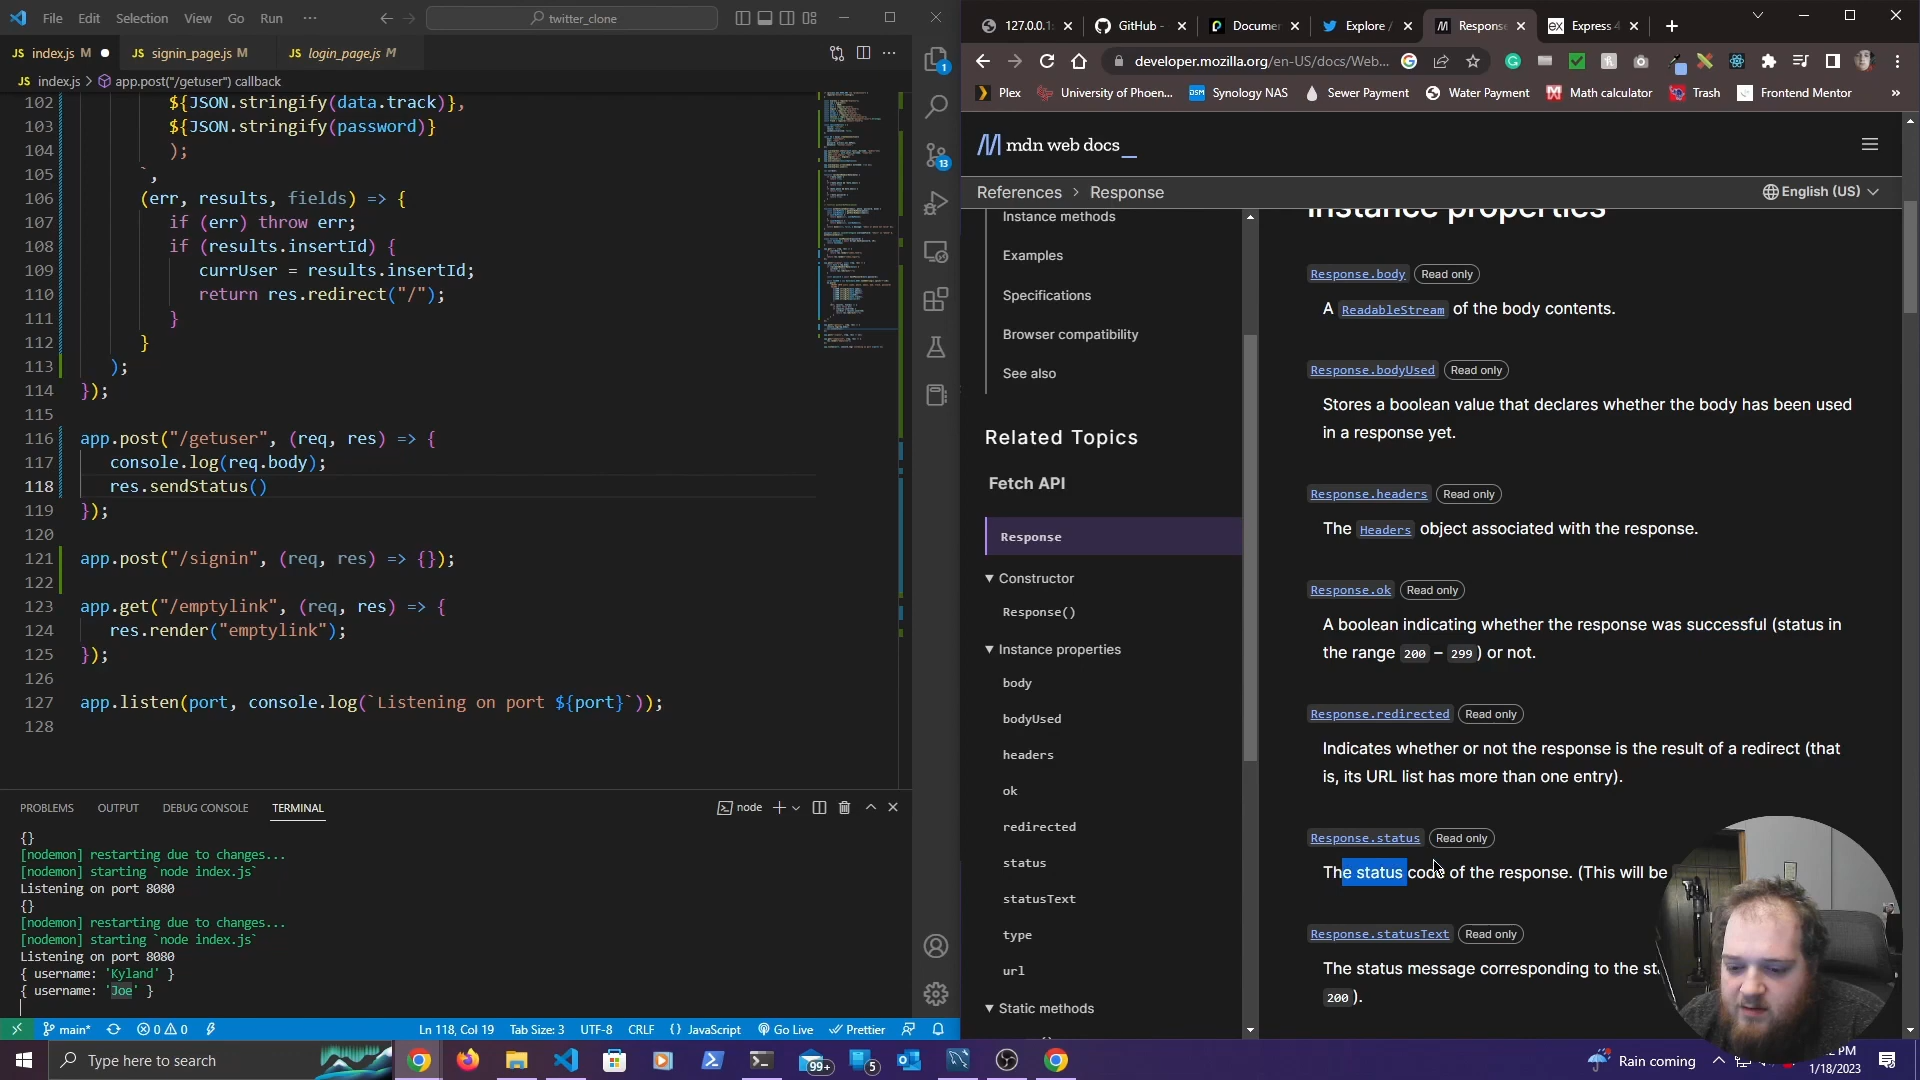 File Edit Selection View Go Run ··· twitter_clone
JS index.js M ● JS signin_page.js M JS login_page.js M
JS index.js > app.post("/getuser") callback
102 ${JSON.stringify(data.track)},
103 ${JSON.stringify(password)}
104 );
105 `,
106 (err, results, fields) => {
107 if (err) throw err;
108 if (results.insertId) {
109 currUser = results.insertId;
110 return res.redirect("/");
111 }
112 }
113 );
114 });
115
116 app.post("/getuser", (req, res) => {
117 console.log(req.body);
118 res.sendStatus()
119 });
120
121 app.post("/signin", (req, res) => {});
122
123 app.get("/emptylink", (req, res) => {
124 res.render("emptylink");
125 });
126
127 app.listen(port, console.log(`Listening on port ${port}`));
128
1
13
PROBLEMS OUTPUT DEBUG CONSOLE TERMINAL node
{}
[nodemon] restarting due to changes...
[nodemon] starting `node index.js`
Listening on port 8080
{}
[nodemon] restarting due to changes...
[nodemon] starting `node index.js`
Listening on port 8080
{ username: 'Kyland' }
{ username: 'Joe' }
main* 0 0 Ln 118, Col 19 Tab Size: 3 UTF-8 CRLF {} JavaScript Go Live Prettier
127.0.0.1: GitHub - Documer Explore / Response Express 4
developer.mozilla.org/en-US/docs/Web...
Plex University of Phoen... DSM Synology NAS Sewer Payment Water Payment Math calculator Trash Frontend Mentor »
mdn web docs_
References > Response English (US)
Instance methods
Examples
Specifications
Browser compatibility
See also
Related Topics
Fetch API
Response
Constructor
Response()
Instance properties
body
bodyUsed
headers
ok
redirected
status
statusText
type
url
Static methods
Instance properties
Response.body Read only
A ReadableStream of the body contents.
Response.bodyUsed Read only
Stores a boolean value that declares whether the body has been used
in a response yet.
Response.headers Read only
The Headers object associated with the response.
Response.ok Read only
A boolean indicating whether the response was successful (status in
the range 200 – 299) or not.
Response.redirected Read only
Indicates whether or not the response is the result of a redirect (that
is, its URL list has more than one entry).
Response.status Read only
The status code of the response. (This will be
Response.statusText Read only
The status message corresponding to the
200 ).
Type here to search 99+ 5 Rain coming PM
1/18/2023